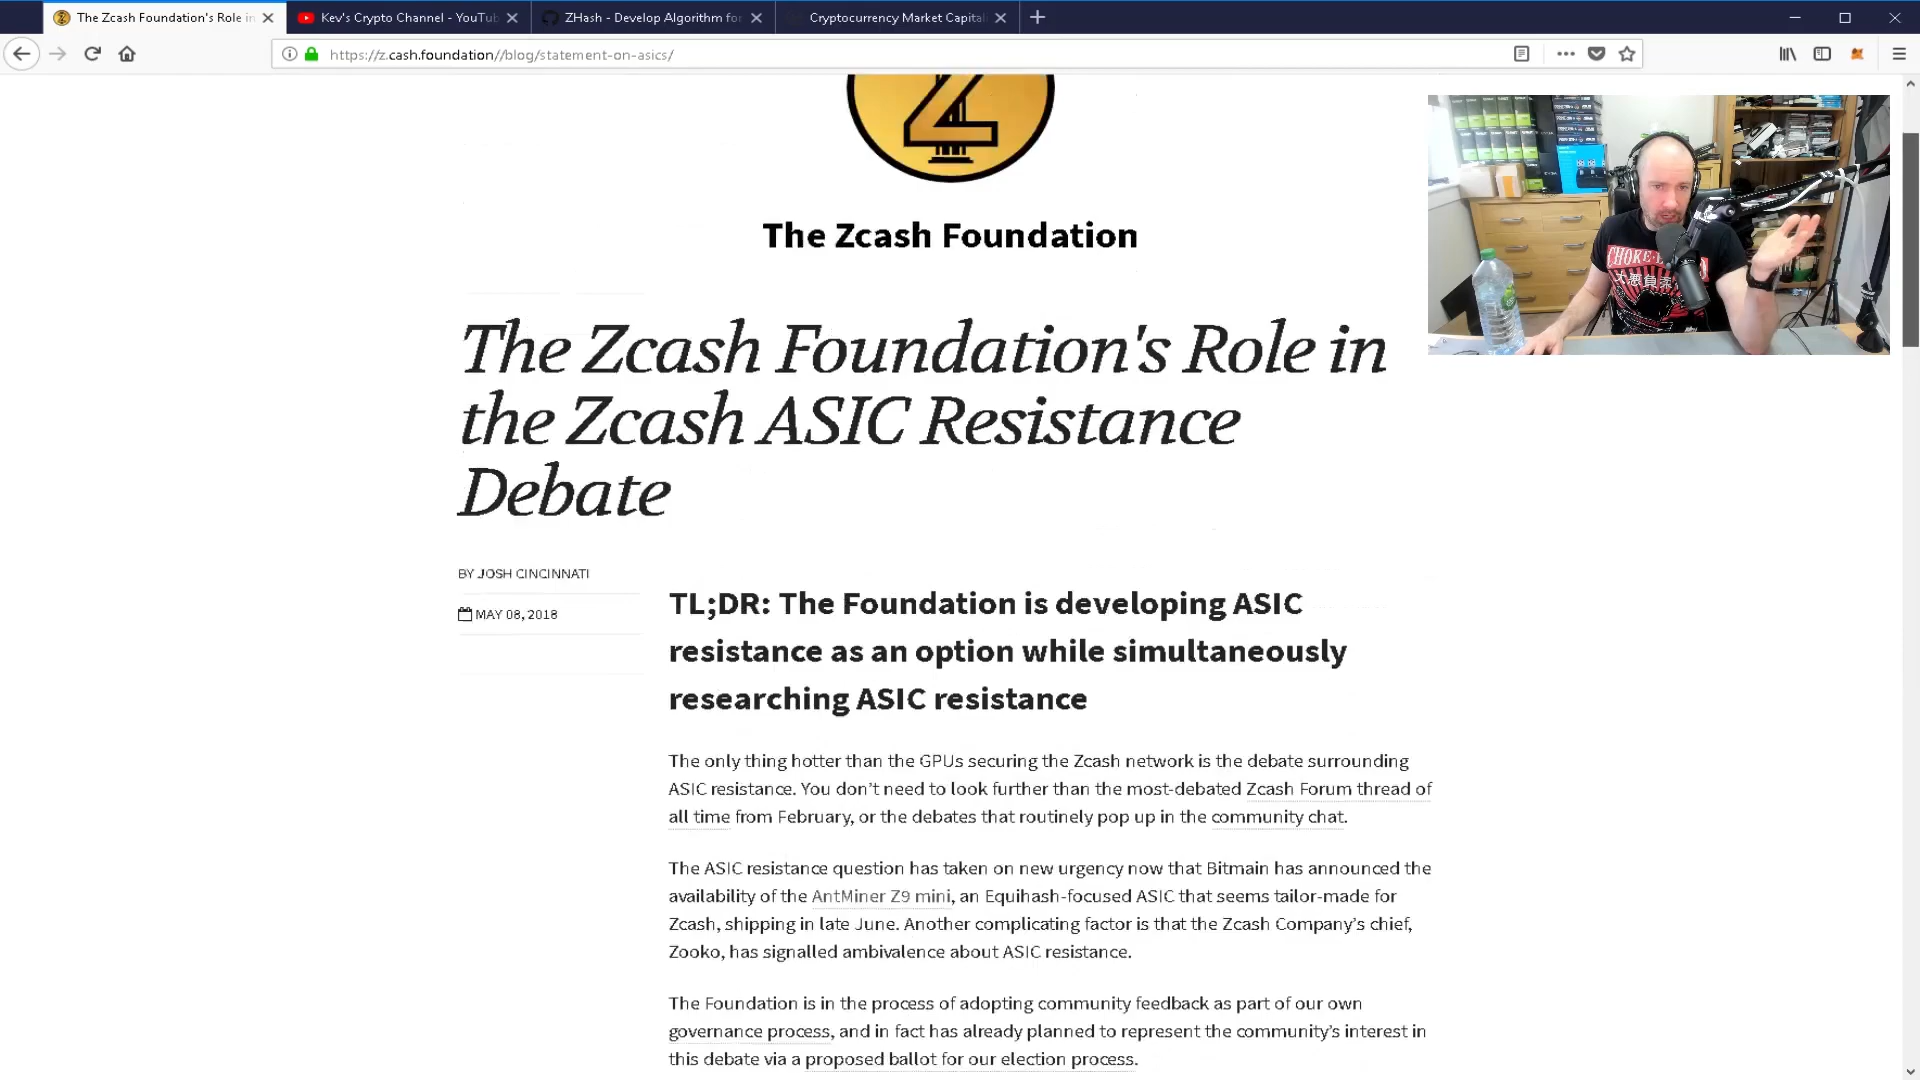 The Zcash Foundation's Role in
Kev's Crypto Channel - YouTub
ZHash - Develop Algorithm for
Cryptocurrency Market Capital
https://z.cash.foundation//blog/statement-on-asics/
The Zcash Foundation
The Zcash Foundation's Role in
the Zcash ASIC Resistance
Debate
BY JOSH CINCINNATI
MAY 08, 2018
TL;DR: The Foundation is developing ASIC
resistance as an option while simultaneously
researching ASIC resistance
The only thing hotter than the GPUs securing the Zcash network is the debate surrounding
ASIC resistance. You don't need to look further than the most-debated Zcash Forum thread of
all time from February, or the debates that routinely pop up in the community chat.
The ASIC resistance question has taken on new urgency now that Bitmain has announced the
availability of the AntMiner Z9 mini, an Equihash-focused ASIC that seems tailor-made for
Zcash, shipping in late June. Another complicating factor is that the Zcash Company's chief,
Zooko, has signalled ambivalence about ASIC resistance.
The Foundation is in the process of adopting community feedback as part of our own
governance process, and in fact has already planned to represent the community's interest in
this debate via a proposed ballot for our election process.